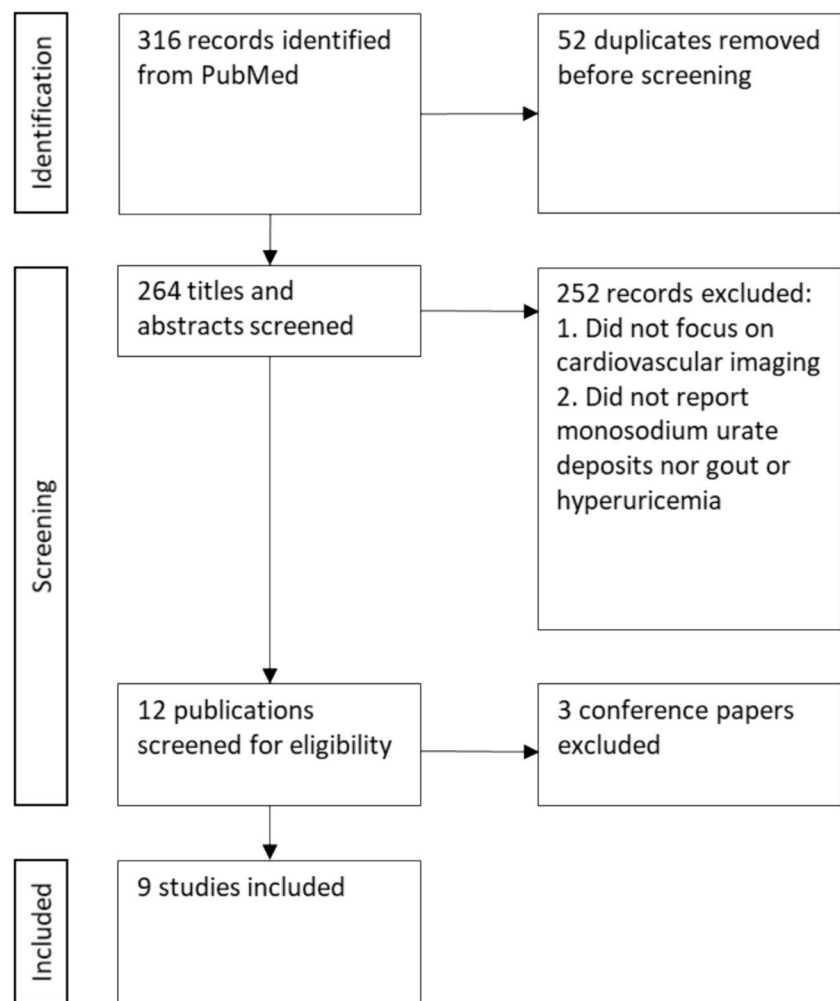 Identification
316 records identified
from PubMed
52 duplicates removed
before screening
Screening
264 titles and
abstracts screened
252 records excluded:
1. Did not focus on
cardiovascular imaging
2. Did not report
monosodium urate
deposits nor gout or
hyperuricemia
12 publications
screened for eligibility
3 conference papers
excluded
Included
9 studies included